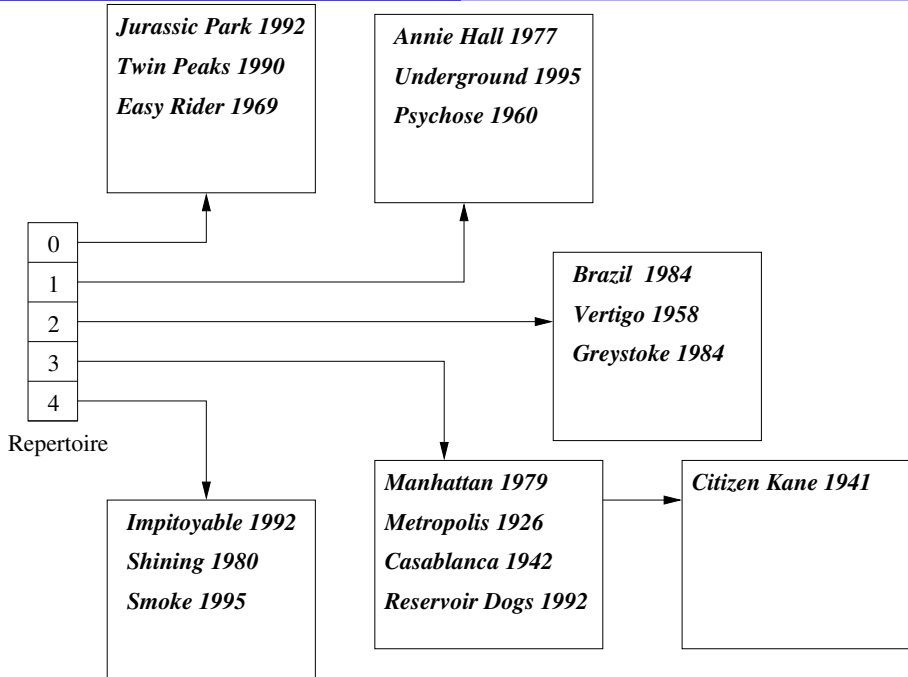 Jurassic Park 1992
Twin Peaks 1990
Easy Rider 1969
Annie Hall 1977
Underground 1995
Psychose 1960
0
1
2
3
4
Repertoire
Brazil 1984
Vertigo 1958
Greystoke 1984
Impitoyable 1992
Shining 1980
Smoke 1995
Manhattan 1979
Metropolis 1926
Casablanca 1942
Reservoir Dogs 1992
Citizen Kane 1941